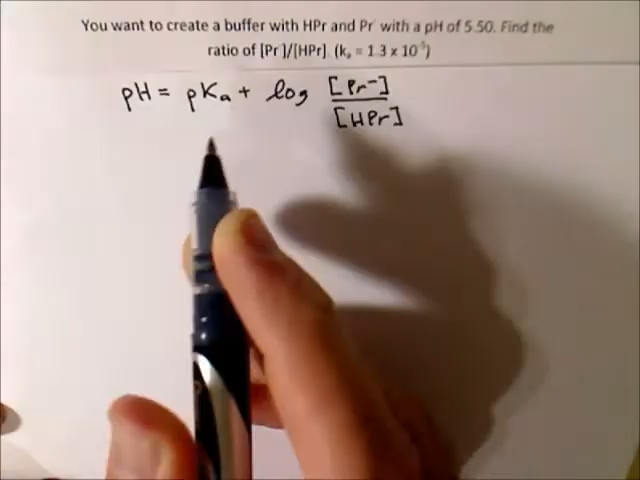 You want to create a buffer with HPr and Pr⁻ with a pH of 5.50. Find the
ratio of [Pr⁻]/[HPr]. (kₐ = 1.3 x 10⁻⁵)
pH = pKₐ + log [Pr⁻]
[HPr]